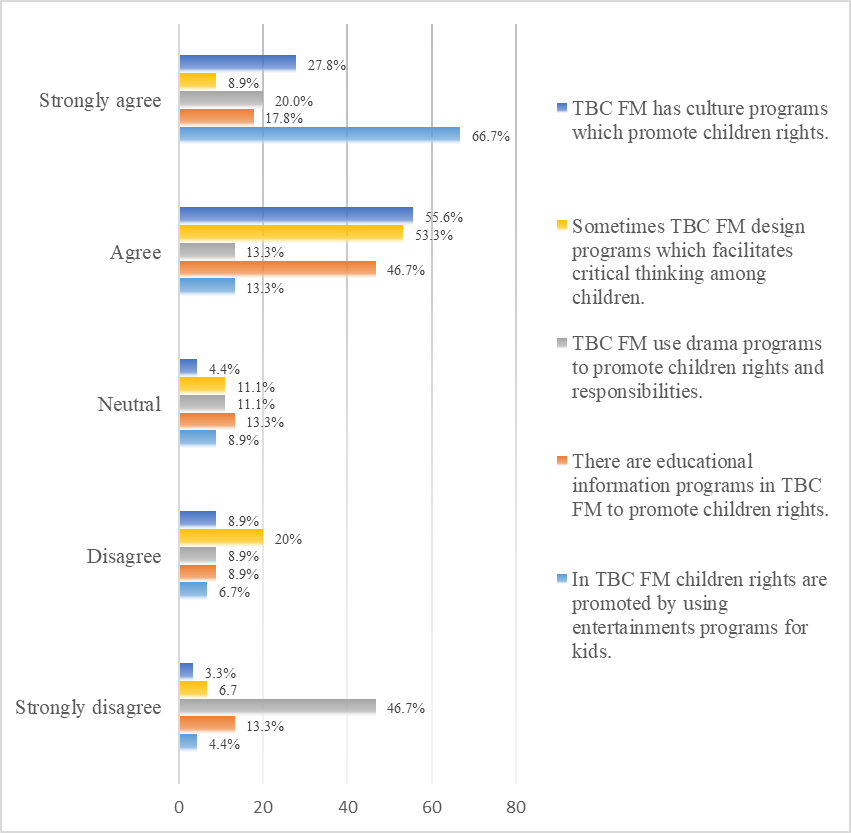 Strongly agree
27.8%
8.9%
20.0%
17.8%
66.7%
Agree
55.6%
53.3%
13.3%
46.7%
13.3%
Neutral
4.4%
11.1%
11.1%
13.3%
8.9%
Disagree
8.9%
20%
8.9%
8.9%
6.7%
Strongly disagree
3.3%
6.7
46.7%
13.3%
4.4%
0 20 40 60 80
TBC FM has culture programs
which promote children rights.
Sometimes TBC FM design
programs which facilitates
critical thinking among
children.
TBC FM use drama programs
to promote children rights and
responsibilities.
There are educational
information programs in TBC
FM to promote children rights.
In TBC FM children rights are
promoted by using
entertainments programs for
kids.